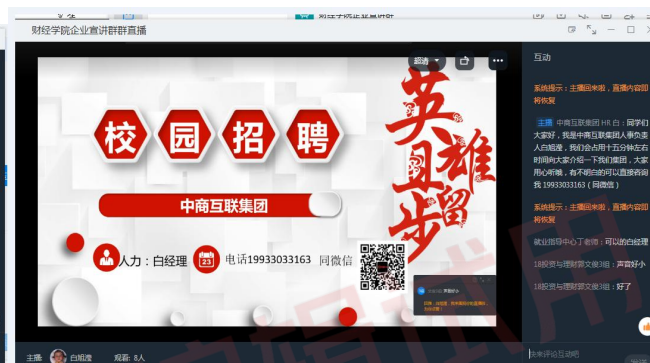 财经学院企业宣讲群群直播
超清
校园招聘
英雄且留步
中商互联集团
人力：白经理
23
电话19933033163 同微信
主播：
观看: 8人
互动
系统提示：主播回来啦，直播内容即
将恢复
主播 中商互联集团 HR 白：同学们
大家好，我是中商互联集团人事负责
我们会占用十五分钟左右
时间向大家介绍一下我们集团，大家
用心听哦，有不明白的可以直接咨询
我 19933033163（同微信）
系统提示：主播回来啦，直播内容即
将恢复
就业指导中心丁老师：可以的白经理
18投资与理财郭文俊3组：声音好小
18投资与理财郭文俊3组：好了
快来评论互动吧